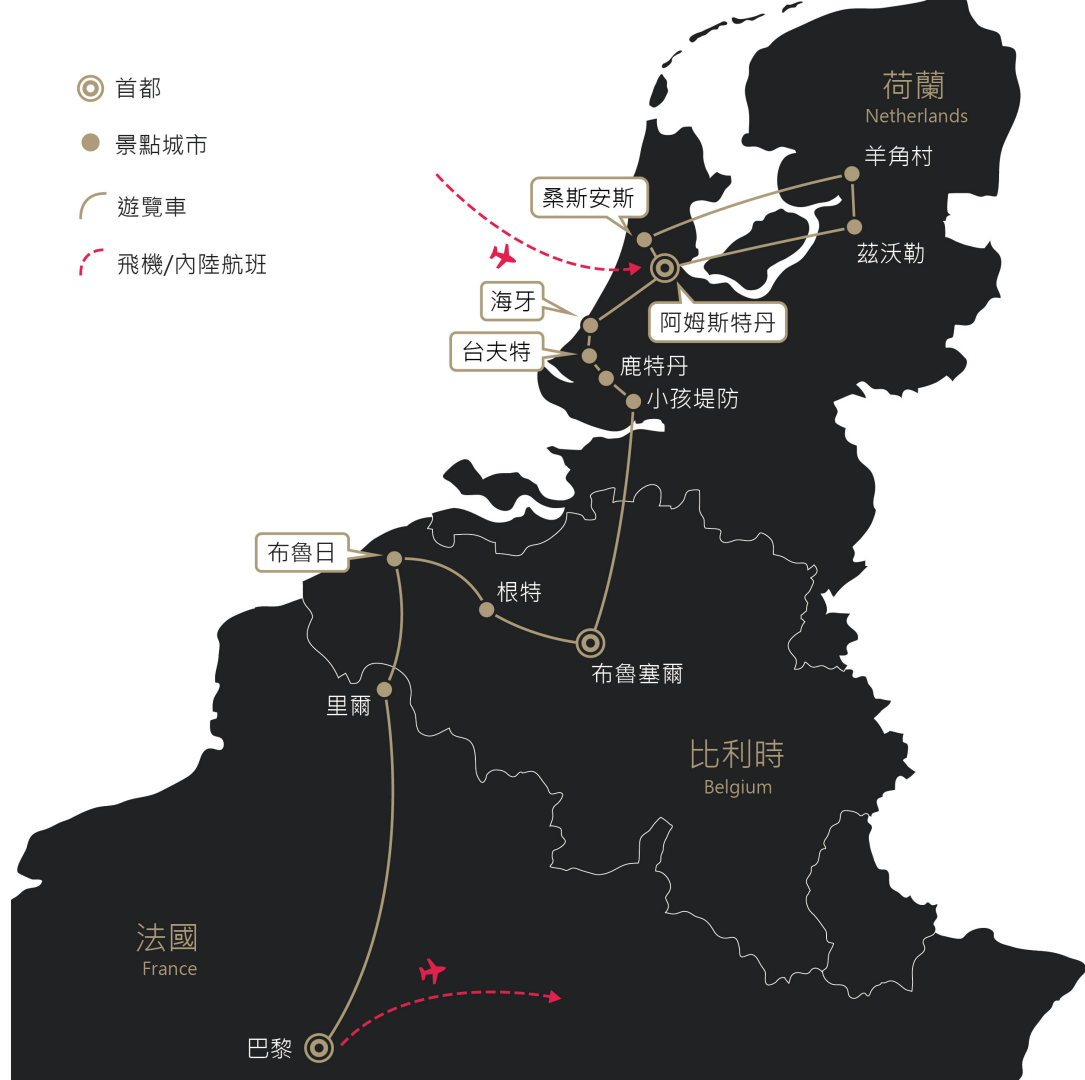 首都
景點城市
遊覽車
飛機/內陸航班
荷蘭
Netherlands
羊角村
桑斯安斯
茲沃勒
海牙
阿姆斯特丹
台夫特
鹿特丹
小孩堤防
布魯日
根特
布魯塞爾
里爾
比利時
Belgium
法國
France
巴黎